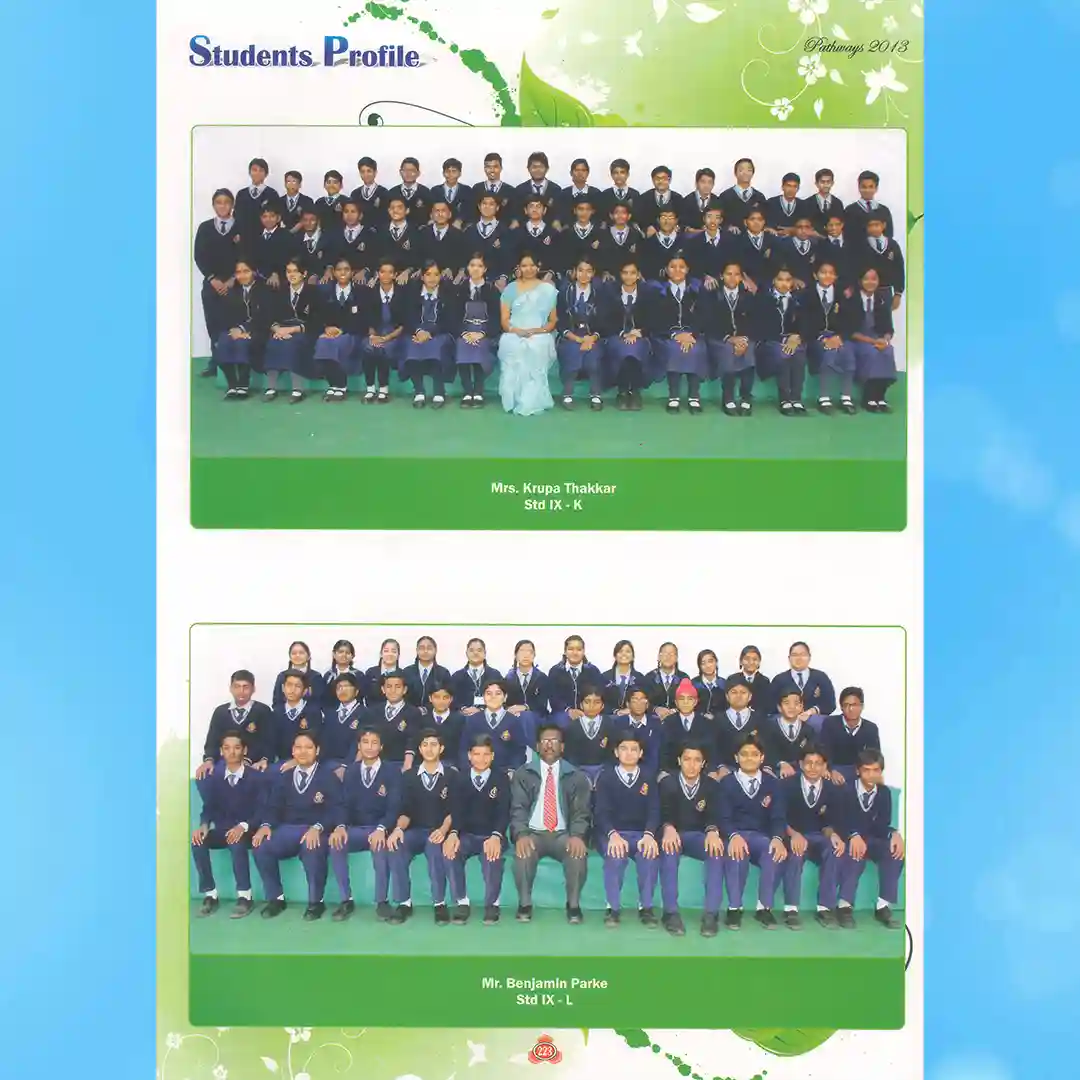 Students Profile
Pathways 2013
Mrs. Krupa Thakkar
Std IX - K
Mr. Benjamin Parke
Std IX - L
223